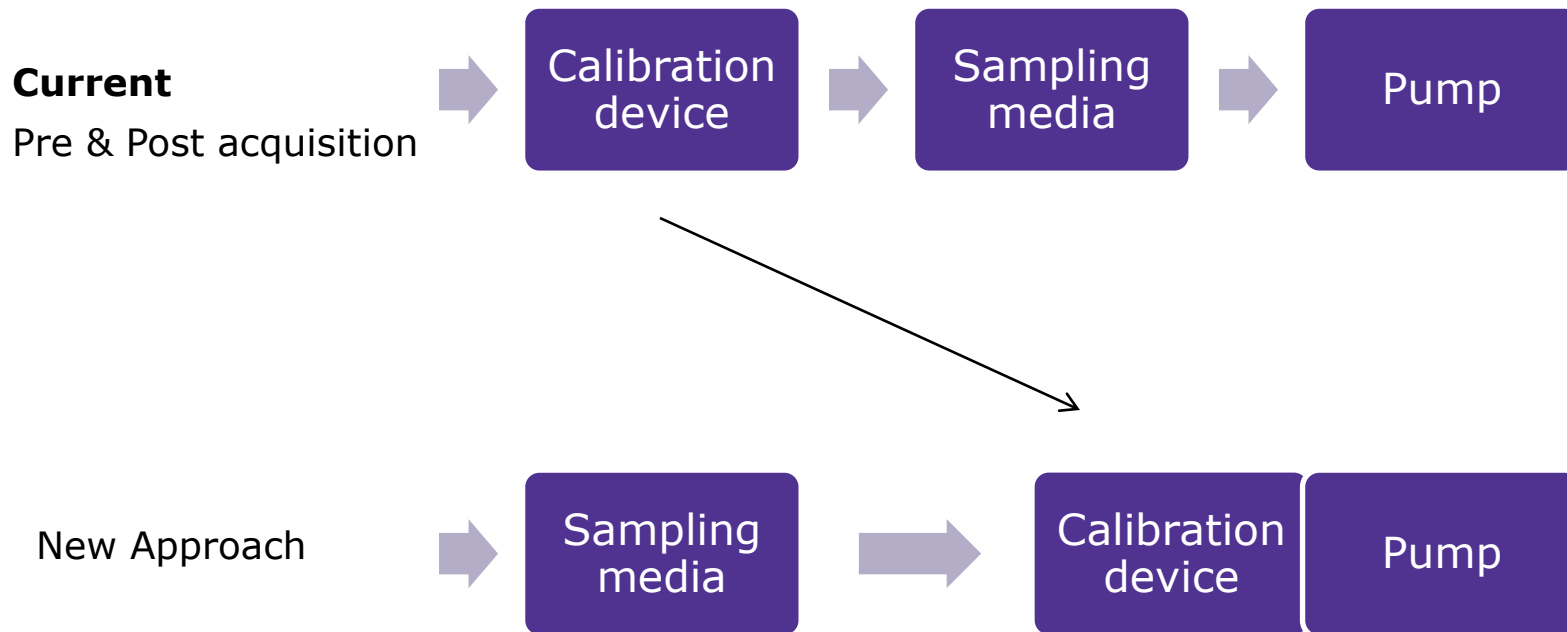 Current
Pre & Post acquisition
Calibration
device
Sampling
media
Pump
New Approach
Sampling
media
Calibration
device
Pump